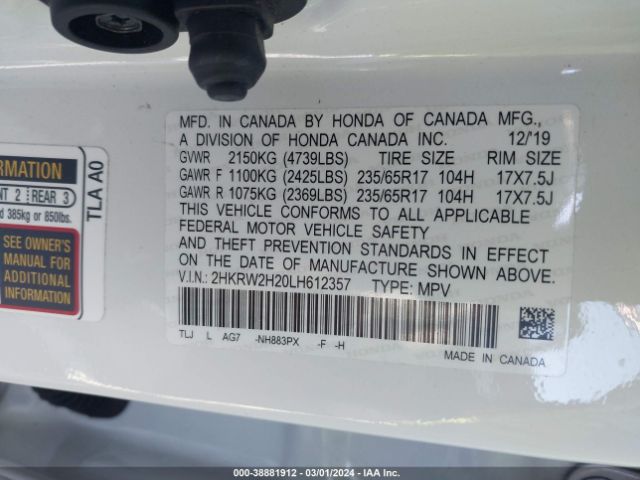 MFD. IN CANADA BY HONDA OF CANADA MFG.,
A DIVISION OF HONDA CANADA INC. 12/'19
GVWR 2150KG (4739LBS) TIRE SIZE RIM SIZE
GAWR F 1100KG (2425LBS) 235/65R17 104H 17X7.5J
GAWR R 1075KG (2369LBS) 235/65R17 104H 17X7.5J
THIS VEHICLE CONFORMS TO ALL APPLICABLE
FEDERAL MOTOR VEHICLE SAFETY
AND THEFT PREVENTION STANDARDS IN EFFECT
ON THE DATE OF MANUFACTURE SHOWN ABOVE.
V.I.N.: 2HKRW2H20LH612357 TYPE: MPV
TLJ L AG7 -NH883PX -F -H
MADE IN CANADA
2 REAR 3
385kg or 850lbs.
SEE OWNER'S
MANUAL FOR
ADDITIONAL
INFORMATION
TLA A0
000-38881912 - 03/01/2024 - IAA Inc.